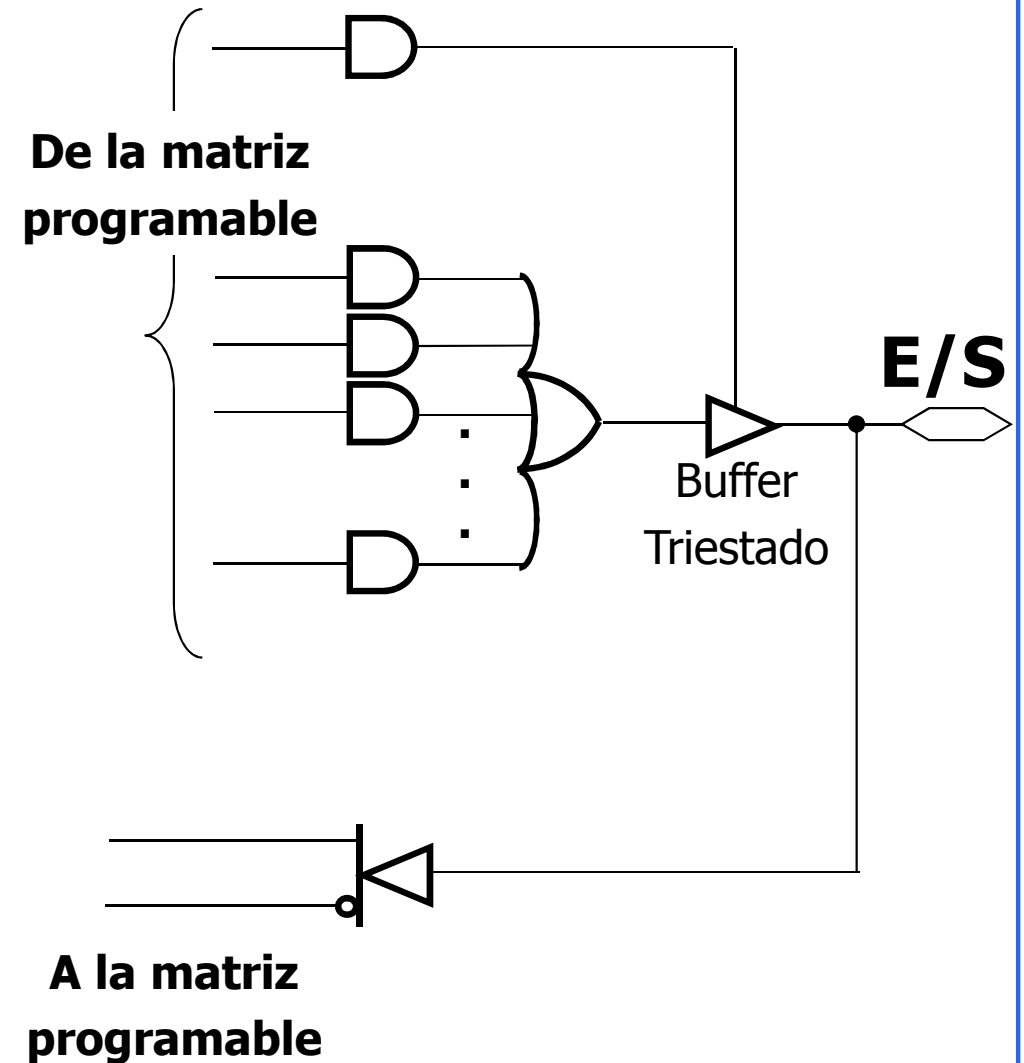 De la matriz
programable
E/S
Buffer
Triestado
A la matriz
programable